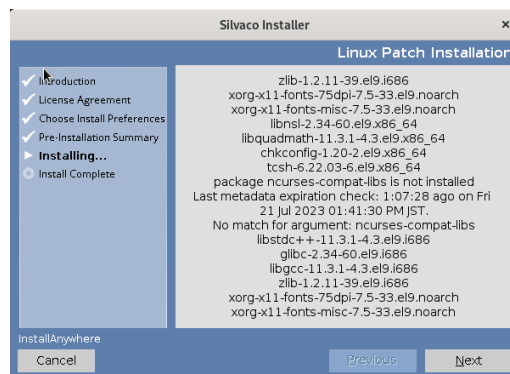 Silvaco Installer
×
Linux Patch Installation
Introduction
License Agreement
Choose Install Preferences
Pre-Installation Summary
Installing...
Install Complete
zlib-1.2.11-39.el9.i686
xorg-x11-fonts-75dpi-7.5-33.el9.noarch
xorg-x11-fonts-misc-7.5-33.el9.noarch
libnsl-2.34-60.el9.x86_64
libquadmath-11.3.1-4.3.el9.x86_64
chkconfig-1.20-2.el9.x86_64
tcsh-6.22.03-6.el9.x86_64
package ncurses-compat-libs is not installed
Last metadata expiration check: 1:07:28 ago on Fri
21 Jul 2023 01:41:30 PM JST.
No match for argument: ncurses-compat-libs
libstdc++-11.3.1-4.3.el9.i686
glibc-2.34-60.el9.i686
libgcc-11.3.1-4.3.el9.i686
zlib-1.2.11-39.el9.i686
xorg-x11-fonts-75dpi-7.5-33.el9.noarch
xorg-x11-fonts-misc-7.5-33.el9.noarch
InstallAnywhere
Cancel
Previous
Next